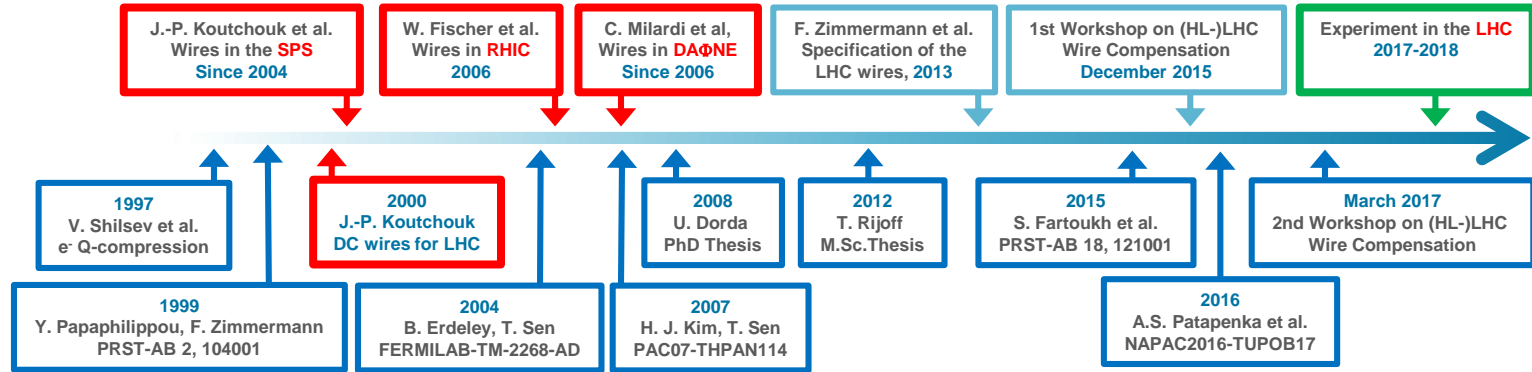 J.-P. Koutchouk et al.
Wires in the SPS
Since 2004
W. Fischer et al.
Wires in RHIC
2006
C. Milardi et al,
Wires in DAΦNE
Since 2006
F. Zimmermann et al.
Specification of the
LHC wires, 2013
1st Workshop on (HL-)LHC
Wire Compensation
December 2015
Experiment in the LHC
2017-2018
1997
V. Shilsev et al.
e- Q-compression
2000
J.-P. Koutchouk
DC wires for LHC
2008
U. Dorda
PhD Thesis
2012
T. Rijoff
M.Sc.Thesis
2015
S. Fartoukh et al.
PRST-AB 18, 121001
March 2017
2nd Workshop on (HL-)LHC
Wire Compensation
1999
Y. Papaphilippou, F. Zimmermann
PRST-AB 2, 104001
2004
B. Erdeley, T. Sen
FERMILAB-TM-2268-AD
2007
H. J. Kim, T. Sen
PAC07-THPAN114
2016
A.S. Patapenka et al.
NAPAC2016-TUPOB17